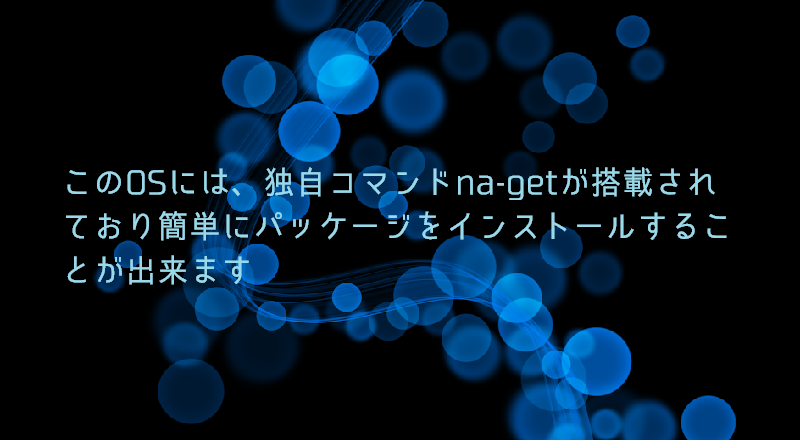 このOSには、独自コマンドna-getが搭載され
ており簡単にパッケージをインストールするこ
とが出来ます